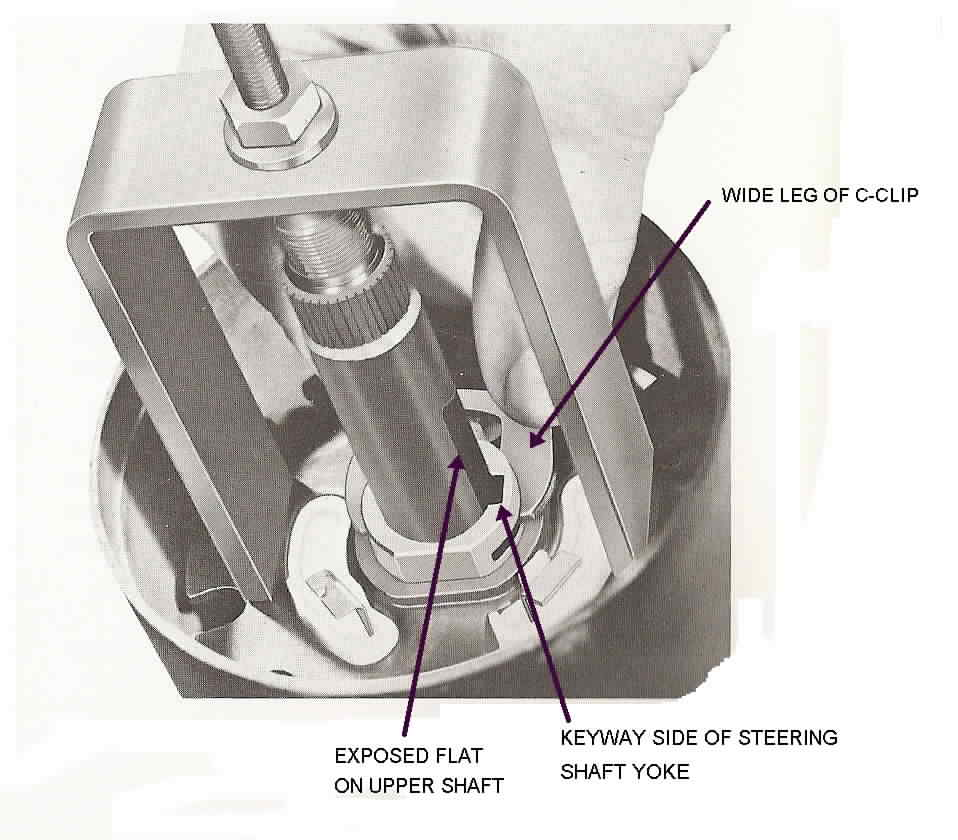 WIDE LEG OF C-CLIP
EXPOSED FLAT
ON UPPER SHAFT
KEYWAY SIDE OF STEERING
SHAFT YOKE